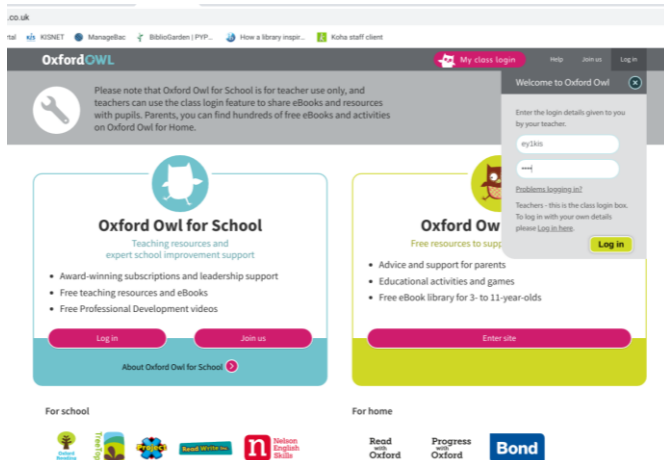 .co.uk
rtal KISNET ManageBac BiblioGarden | PYP... How a library inspir... Koha staff client
OxfordOWL
My class login Help Join us Log in
Please note that Oxford Owl for School is for teacher use only, and
teachers can use the class login feature to share eBooks and resources
with pupils. Parents, you can find hundreds of free eBooks and activities
on Oxford Owl for Home.
Welcome to Oxford Owl
Enter the login details given to you
by your teacher.
ey1kis
Problems logging in?
Teachers - this is the class login box.
To log in with your own details
please Log in here.
Log in
Oxford Owl for School
Teaching resources and
expert school improvement support
• Award-winning subscriptions and leadership support
• Free teaching resources and eBooks
• Free Professional Development videos
Log in Join us
About Oxford Owl for School
Oxford Ow
Free resources to supp
• Advice and support for parents
• Educational activities and games
• Free eBook library for 3- to 11-year-olds
Enter site
For school
Oxford
Reading
TreeTops
Project
Read Write Inc.
n Nelson
English
Skills
For home
Read
with
Oxford
Progress
with
Oxford
Bond